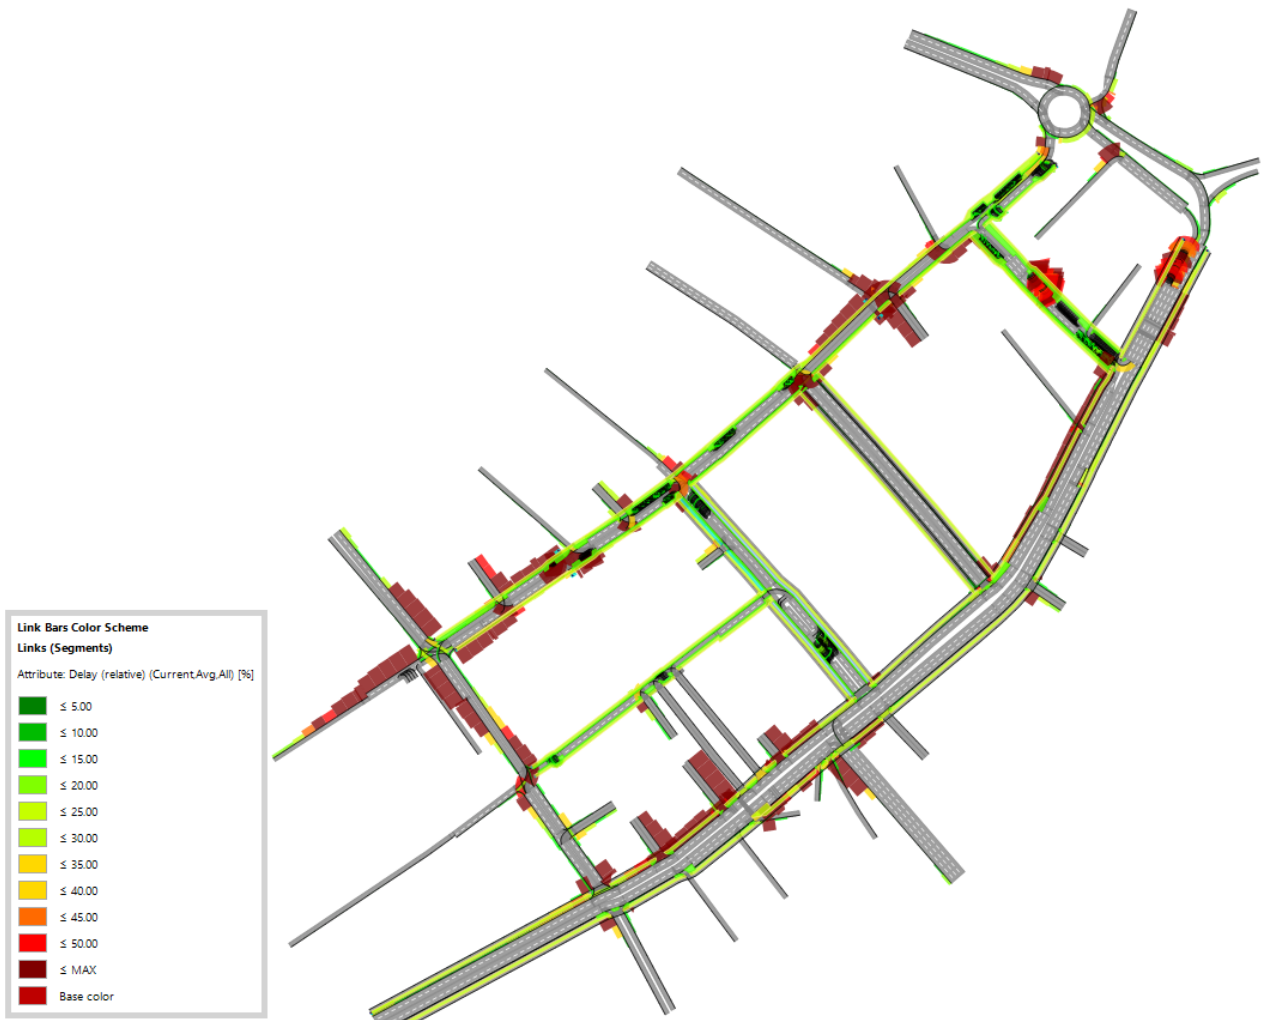 Link Bars Color Scheme
Links (Segments)
Attribute: Delay (relative) (Current,Avg,All) [%]
≤ 5.00
≤ 10.00
≤ 15.00
≤ 20.00
≤ 25.00
≤ 30.00
≤ 35.00
≤ 40.00
≤ 45.00
≤ 50.00
≤ MAX
Base color